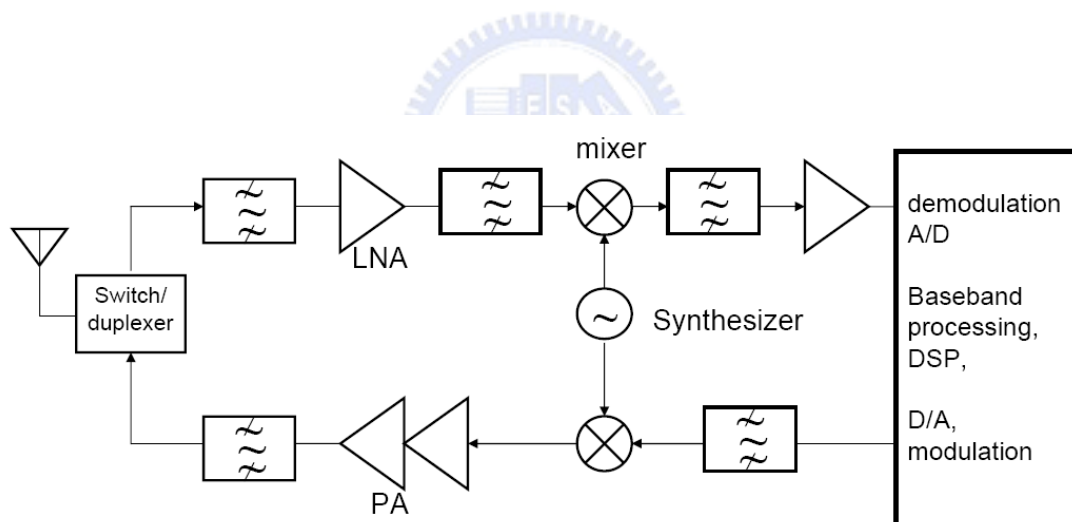 mixer
LNA
Switch/
duplexer
Synthesizer
PA
demodulation
A/D
Baseband
processing,
DSP,
D/A,
modulation